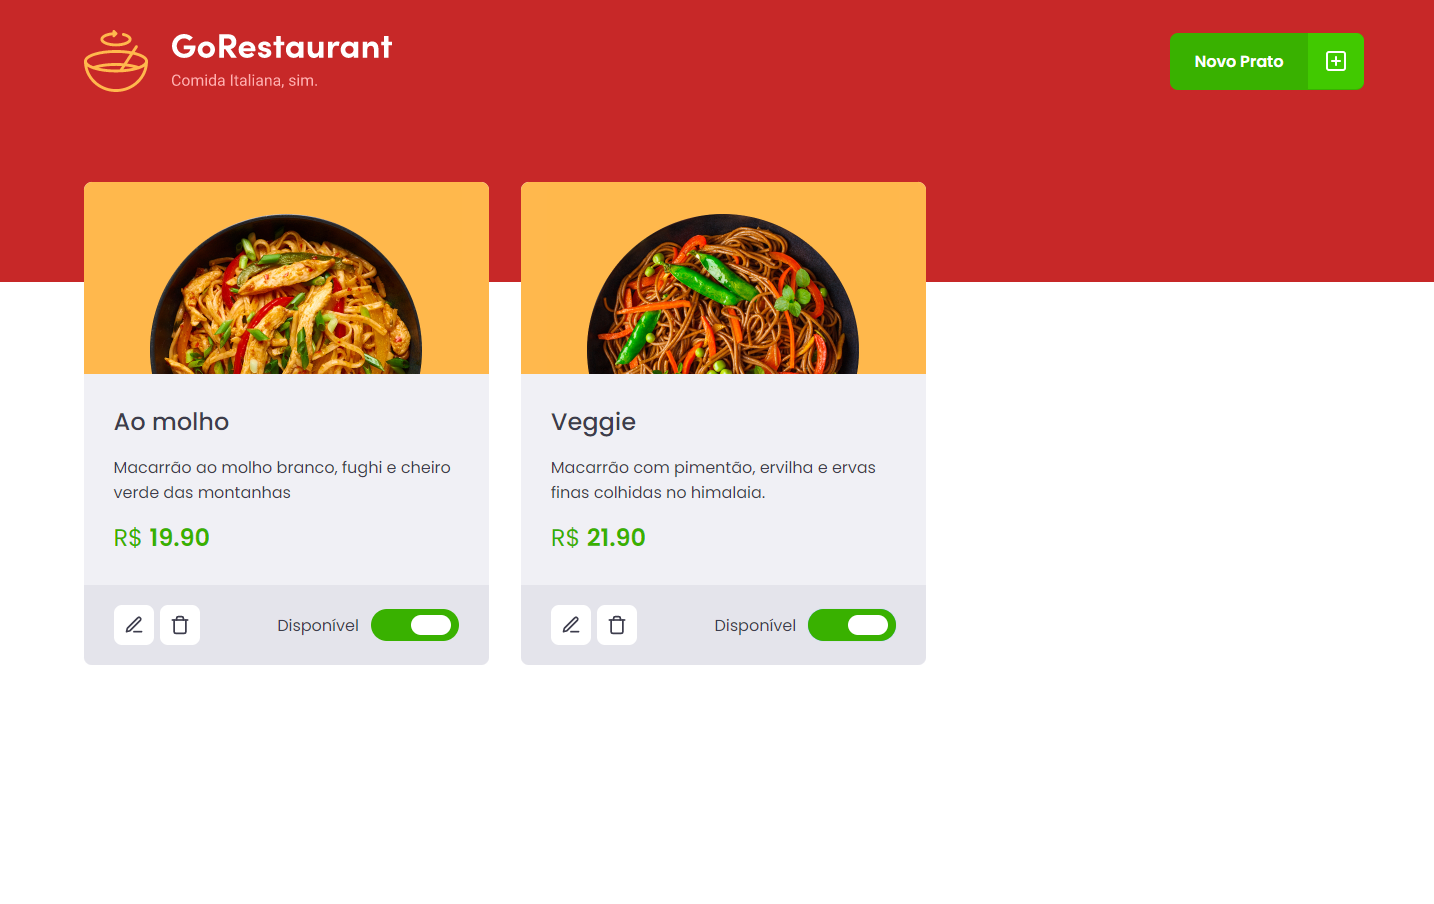 GoRestaurant
Comida Italiana, sim.
Novo Prato
Ao molho
Macarrão ao molho branco, fughi e cheiro
verde das montanhas
R$ 19.90
Disponível
Veggie
Macarrão com pimentão, ervilha e ervas
finas colhidas no himalaia.
R$ 21.90
Disponível